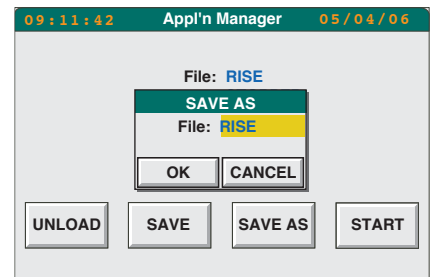 09:11:42 Appl'n Manager 05/04/06
File: RISE
SAVE AS
File: RISE
OK CANCEL
UNLOAD SAVE SAVE AS START